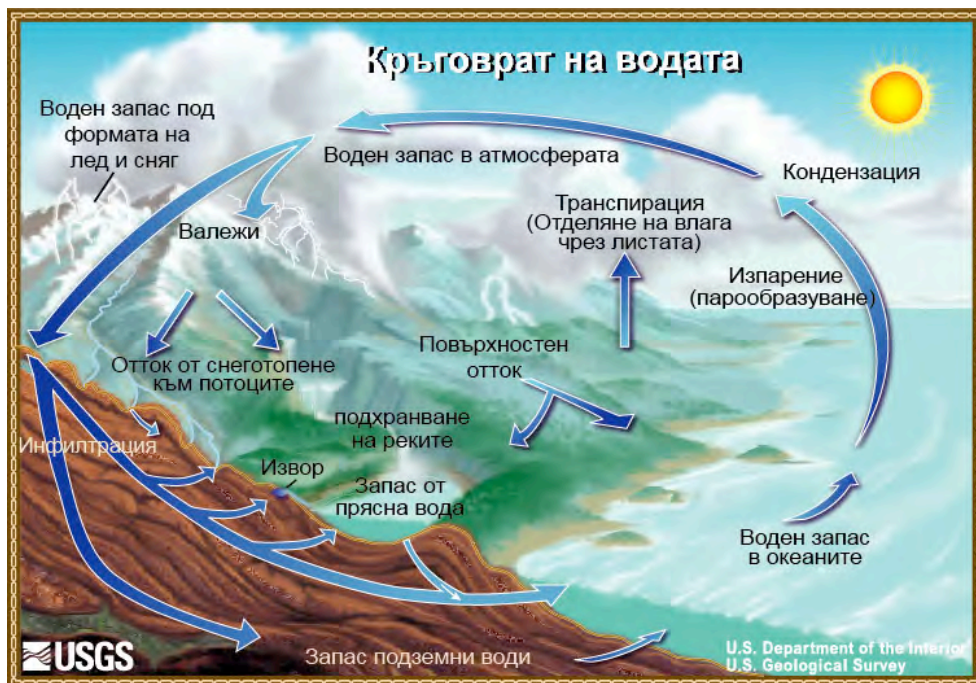 Кръговрат на водата
Воден запас под
формата на
лед и сняг
Воден запас в атмосферата
Кондензация
Валежи
Транспирация
(Отделяне на влага
чрез листата)
Изпарение
(парообразуване)
Отток от снеготопене
към потоците
Повърхностен
отток
подхранване
на реките
Инфилтрация
Извор
Запас от
прясна вода
Воден запас
в океаните
Запас подземни води
USGS
U.S. Department of the Interior
U.S. Geological Survey